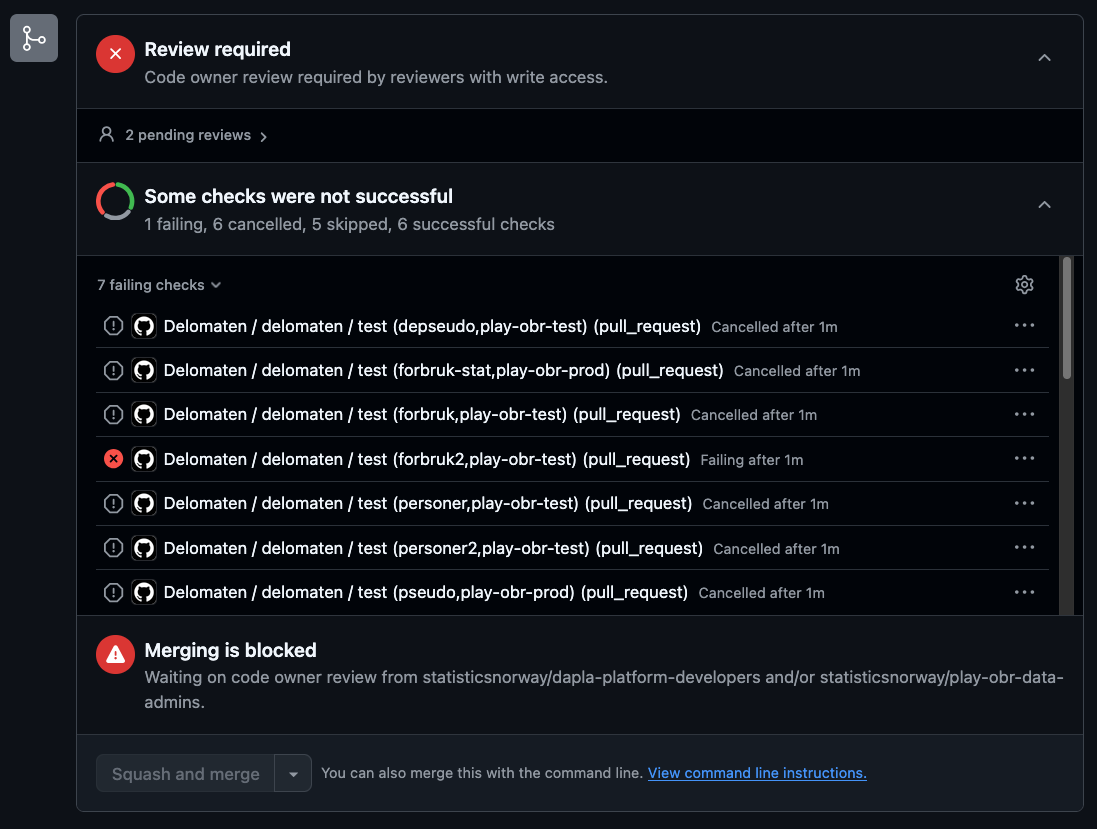 Review required
Code owner review required by reviewers with write access.
2 pending reviews
Some checks were not successful
1 failing, 6 cancelled, 5 skipped, 6 successful checks
7 failing checks
Delomaten / delomaten / test (depseudo,play-obr-test) (pull_request) Cancelled after 1m
Delomaten / delomaten / test (forbruk-stat,play-obr-prod) (pull_request) Cancelled after 1m
Delomaten / delomaten / test (forbruk,play-obr-test) (pull_request) Cancelled after 1m
Delomaten / delomaten / test (forbruk2,play-obr-test) (pull_request) Failing after 1m
Delomaten / delomaten / test (personer,play-obr-test) (pull_request) Cancelled after 1m
Delomaten / delomaten / test (personer2,play-obr-test) (pull_request) Cancelled after 1m
Delomaten / delomaten / test (pseudo,play-obr-prod) (pull_request) Cancelled after 1m
Merging is blocked
Waiting on code owner review from statisticsnorway/dapla-platform-developers and/or statisticsnorway/play-obr-data-
admins.
Squash and merge You can also merge this with the command line. View command line instructions.